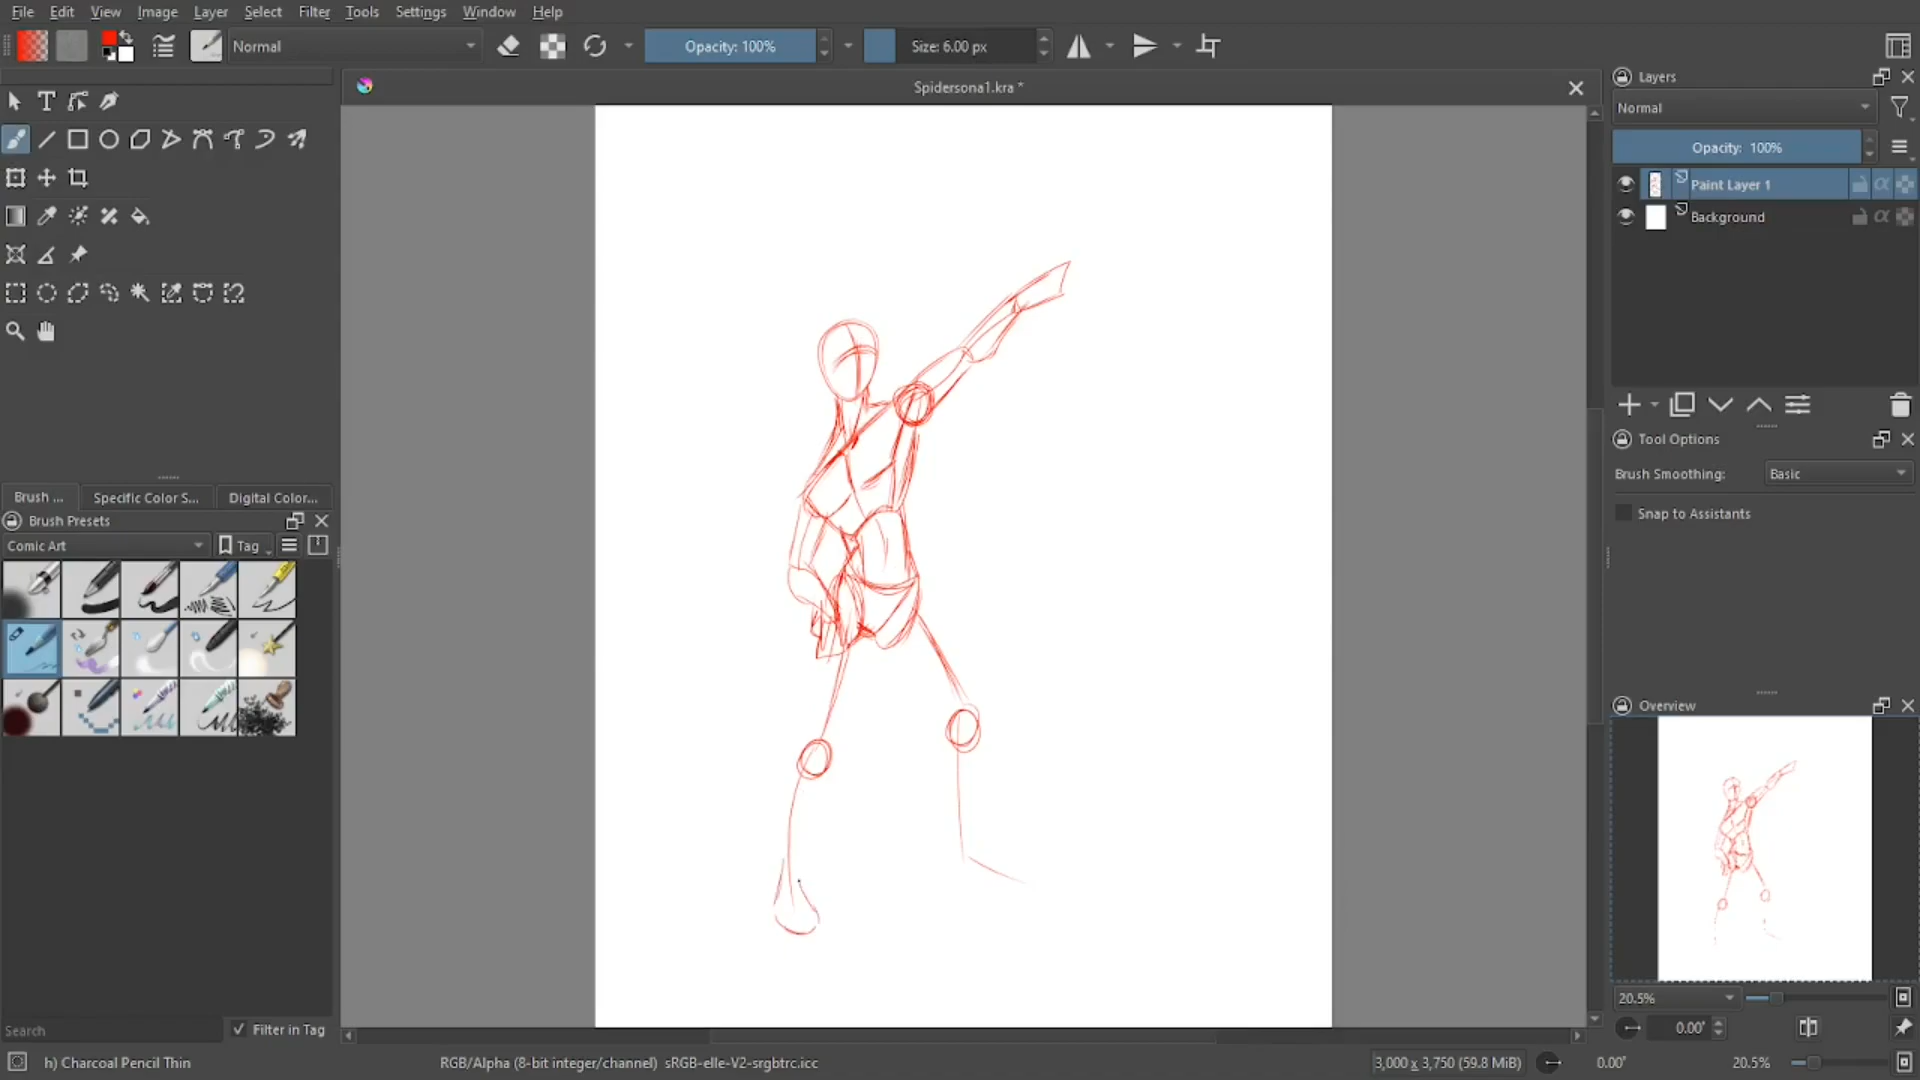 File Edit View Image Layer Select Filter Tools Settings Window Help
Normal
Opacity: 100%
Size: 6.00 px
Spidersona1.kra *
Layers
Normal
Opacity: 100%
Paint Layer 1
Background
Tool Options
Brush Smoothing: Basic
Snap to Assistants
Brush ... Specific Color S... Digital Color...
Brush Presets
Comic Art
Tag
Search
Filter in Tag
Overview
20.5%
0.00°
h) Charcoal Pencil Thin
RGB/Alpha (8-bit integer/channel) sRGB-elle-V2-srgbtrc.icc
3,000 x 3,750 (59.8 MiB)
0.00°
20.5%